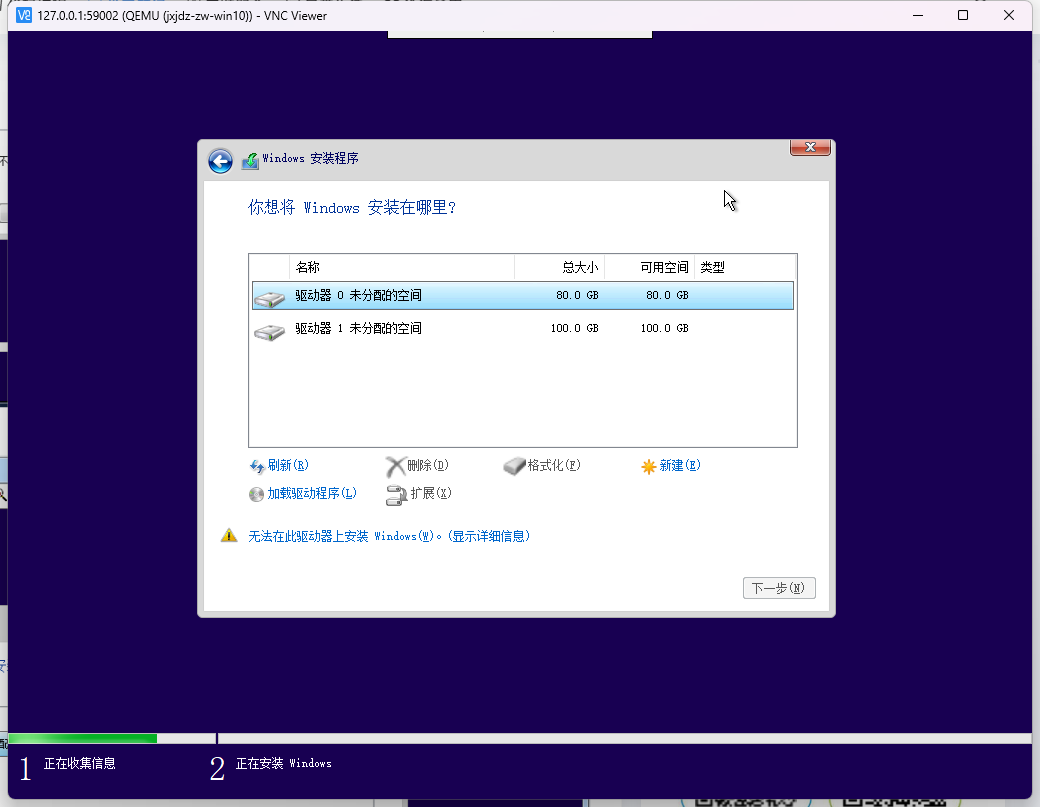 127.0.0.1:59002 (QEMU (jxjdz-zw-win10)) - VNC Viewer
Windows 安装程序
你想将 Windows 安装在哪里?
名称 总大小 可用空间 类型
驱动器 0 未分配的空间 80.0 GB 80.0 GB
驱动器 1 未分配的空间 100.0 GB 100.0 GB
刷新(R) 删除(D) 格式化(F) 新建(E)
加载驱动程序(L) 扩展(X)
无法在此驱动器上安装 Windows(W)。(显示详细信息)
下一步(N)
1 正在收集信息 2 正在安装 Windows